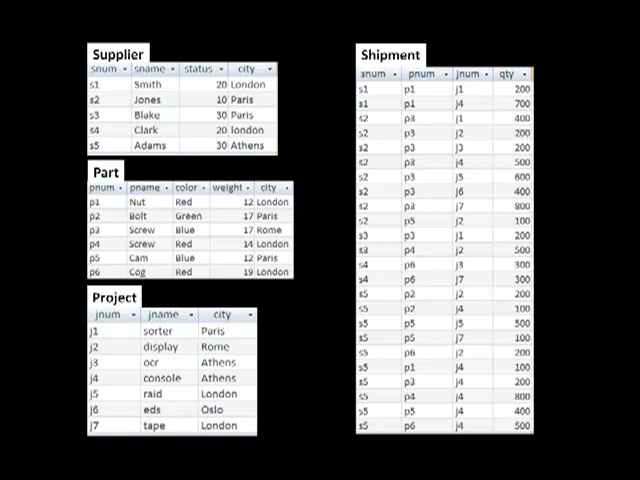 Supplier
snum sname status city
s1 Smith 20 London
s2 Jones 10 Paris
s3 Blake 30 Paris
s4 Clark 20 london
s5 Adams 30 Athens
Part
pnum pname color weight city
p1 Nut Red 12 London
p2 Bolt Green 17 Paris
p3 Screw Blue 17 Rome
p4 Screw Red 14 London
p5 Cam Blue 12 Paris
p6 Cog Red 19 London
Project
jnum jname city
j1 sorter Paris
j2 display Rome
j3 ocr Athens
j4 console Athens
j5 raid London
j6 eds Oslo
j7 tape London
Shipment
snum pnum jnum qty
s1 p1 j1 200
s1 p1 j4 700
s2 p3 j1 400
s2 p3 j2 200
s2 p3 j3 200
s2 p3 j4 500
s2 p3 j5 600
s2 p3 j6 400
s2 p3 j7 800
s2 p5 j2 100
s3 p3 j1 200
s3 p4 j2 500
s4 p6 j3 300
s4 p6 j7 300
s5 p2 j2 200
s5 p2 j4 100
s5 p5 j5 500
s5 p5 j7 100
s5 p6 j2 200
s5 p1 j4 100
s5 p3 j4 200
s5 p4 j4 800
s5 p5 j4 400
s5 p6 j4 500